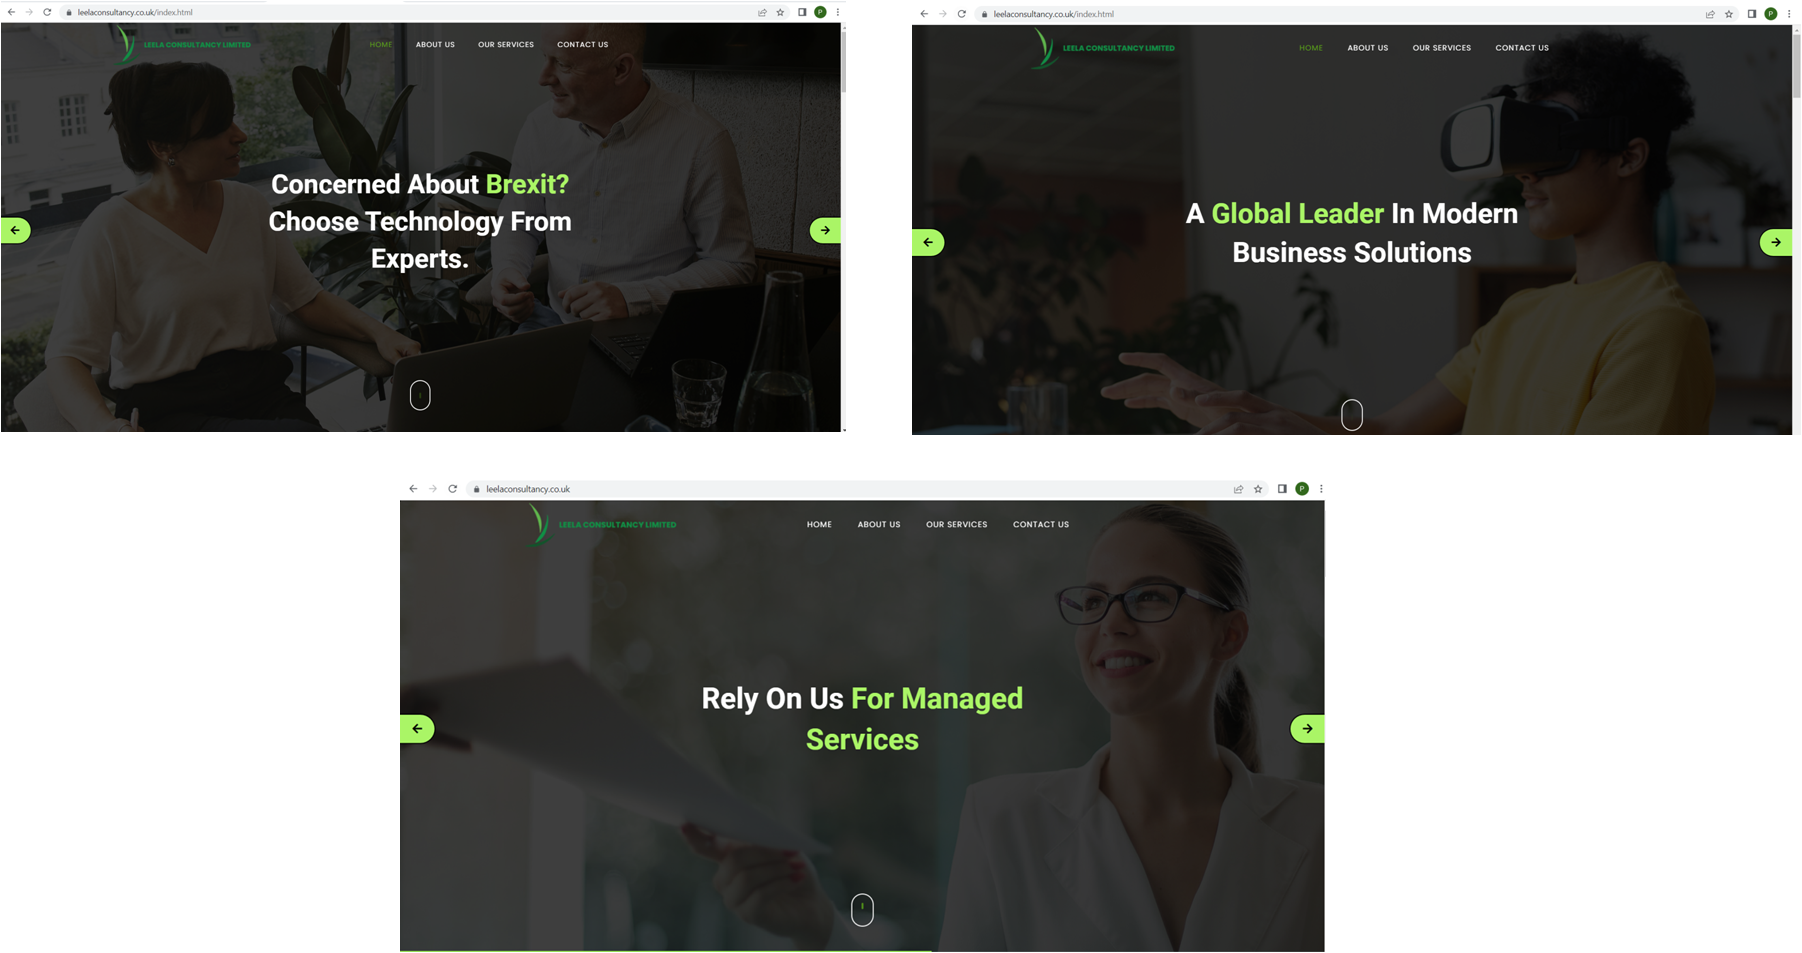 leelaconsultancy.co.uk/index.html
P
LEELA CONSULTANCY LIMITED
HOME
ABOUT US
OUR SERVICES
CONTACT US
Concerned About Brexit?
Choose Technology From
Experts.
leelaconsultancy.co.uk/index.html
P
LEELA CONSULTANCY LIMITED
HOME
ABOUT US
OUR SERVICES
CONTACT US
A Global Leader In Modern
Business Solutions
leelaconsultancy.co.uk
P
LEELA CONSULTANCY LIMITED
HOME
ABOUT US
OUR SERVICES
CONTACT US
Rely On Us For Managed
Services